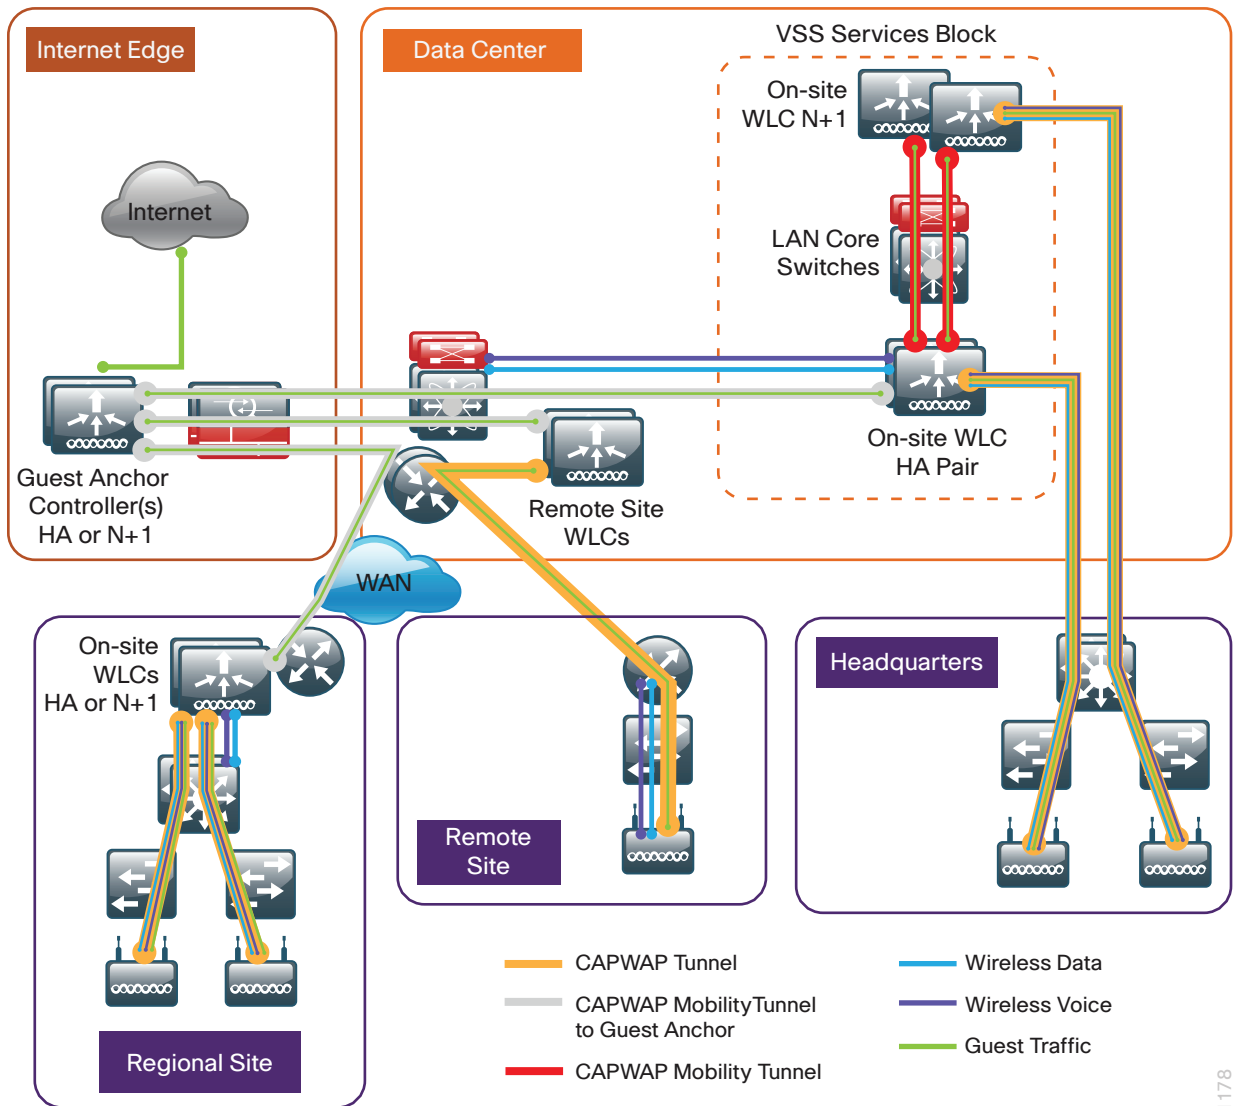 Internet Edge
Data Center
VSS Services Block
On-site
WLC N+1
Internet
LAN Core
Switches
On-site WLC
HA Pair
Guest Anchor
Controller(s)
HA or N+1
Remote Site
WLCs
WAN
On-site
WLCs
HA or N+1
Headquarters
Remote
Site
Regional Site
CAPWAP Tunnel
CAPWAP MobilityTunnel
to Guest Anchor
CAPWAP Mobility Tunnel
Wireless Data
Wireless Voice
Guest Traffic
1178